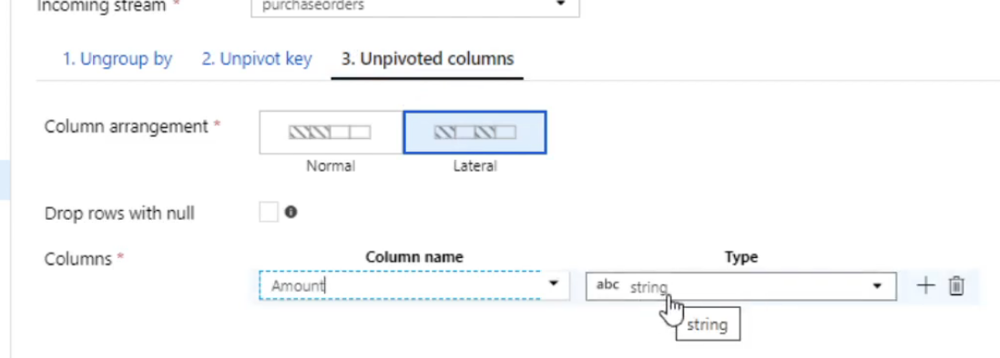 Incoming stream * purchaseorders
1. Ungroup by 2. Unpivot key 3. Unpivoted columns
Column arrangement *
Normal Lateral
Drop rows with null
Columns * Column name Type
Amount abc string
string